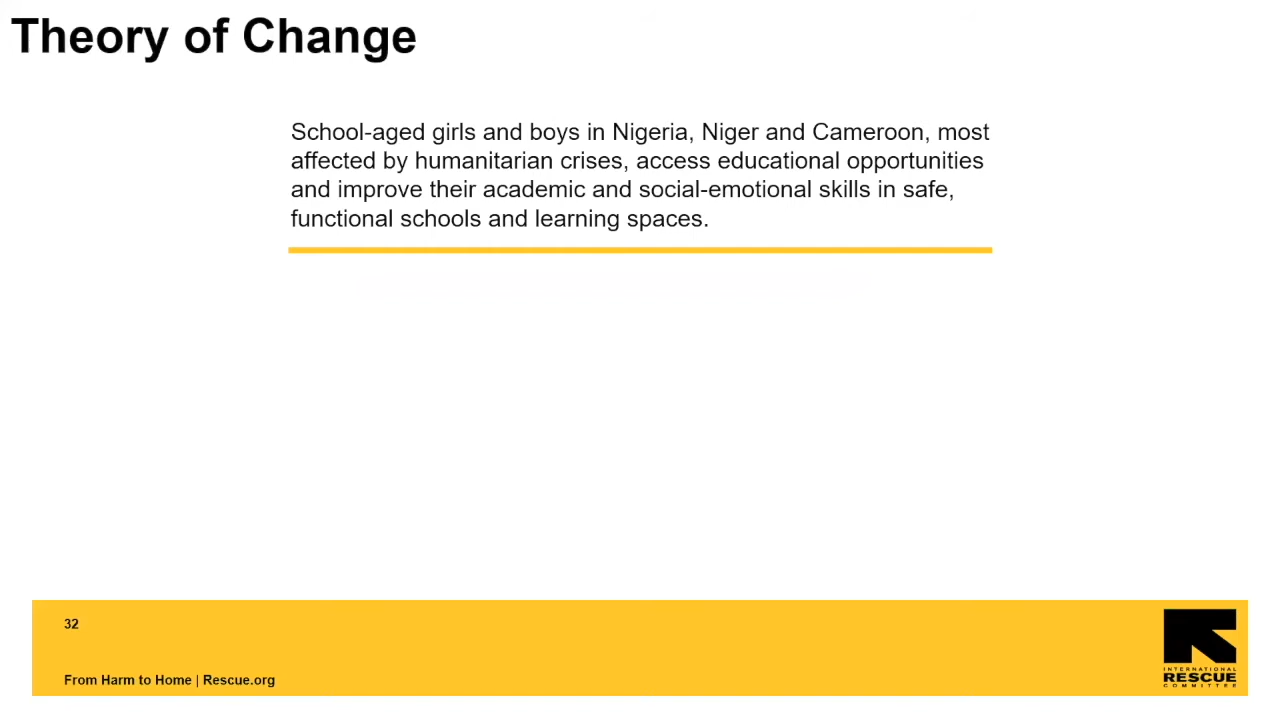 Theory of Change
School-aged girls and boys in Nigeria, Niger and Cameroon, most
affected by humanitarian crises, access educational opportunities
and improve their academic and social-emotional skills in safe,
functional schools and learning spaces.
32
From Harm to Home | Rescue.org
INTERNATIONAL
RESCUE
COMMITTEE